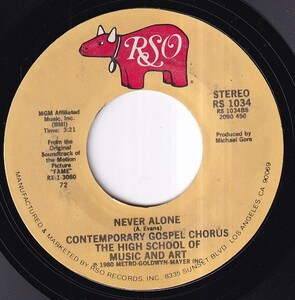 RSO
STEREO
RS 1034
RS 1034BS
2090 450
Produced by
Michael Gore
MGM Affiliated
Music, Inc.
(BMI)
Time: 3:21
From the
Original
Soundtrack of
the Motion
Picture
"FAME"
RX-1-3080
72
NEVER ALONE
(A. Evans)
CONTEMPORARY GOSPEL CHORUS
THE HIGH SCHOOL OF
MUSIC AND ART
© 1980 METRO-GOLDWYN-MAYER INC.
MANUFACTURED & MARKETED BY RSO RECORDS, INC. 8335 SUNSET BLVD. LOS ANGELES, CA 90069